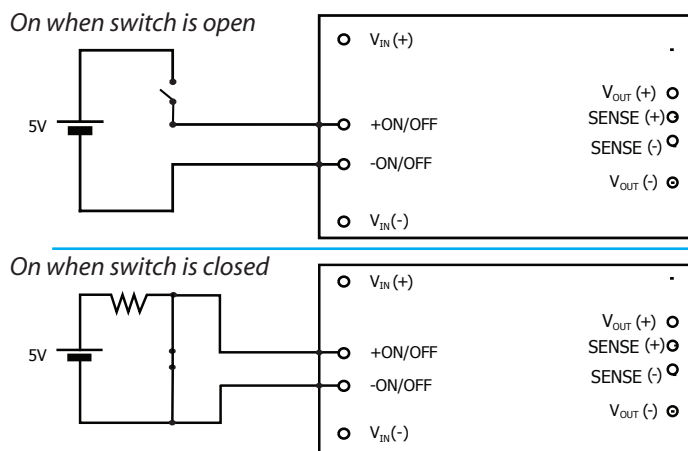 On when switch is open
V_IN (+)
V_OUT (+)
5V
+ON/OFF
SENSE (+)
SENSE (-)
-ON/OFF
V_OUT (-)
V_IN(-)
On when switch is closed
V_IN (+)
V_OUT (+)
5V
+ON/OFF
SENSE (+)
SENSE (-)
-ON/OFF
V_OUT (-)
V_IN(-)